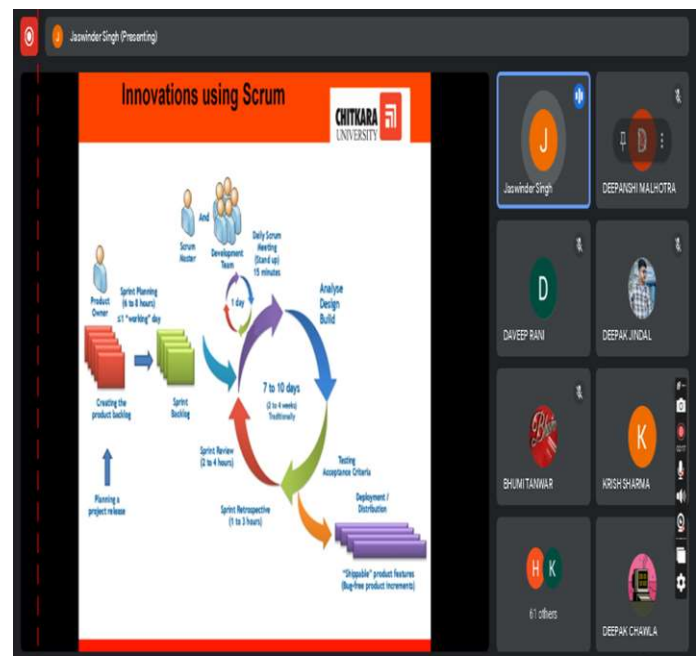 Jaswinder Singh (Presenting)
Innovations using Scrum
CHITKARA
UNIVERSITY
And
Scrum
Master
Development
Team
Daily Scrum
Meeting
(Stand up)
15 minutes
1 day
Product
Owner
Sprint Planning
(6 to 8 hours)
≤1 "working" day
Analyse
Design
Build
Creating the
product backlog
Sprint
Backlog
7 to 10 days
(2 to 4 weeks)
Traditionally
Planning a
project release
Sprint Review
(2 to 4 hours)
Testing
Acceptance Criteria
Sprint Retrospective
(1 to 3 hours)
Deployment /
Distribution
"Shippable" product features
(Bug-free product increments)
J
Jaswinder Singh
D
DEEPANSHI MALHOTRA
D
DAVEEP RANI
DEEPAK JINDAL
Bhumi
BHUMI TANWAR
K
KRISH SHARMA
H K
61 others
DEEPAK CHAWLA